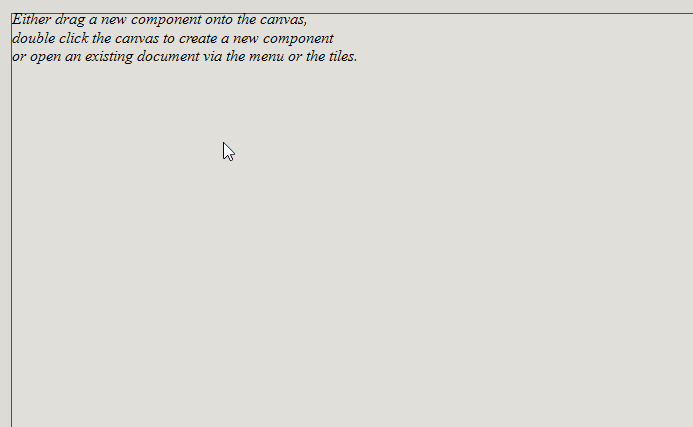 Either drag a new component onto the canvas,
double click the canvas to create a new component
or open an existing document via the menu or the tiles.